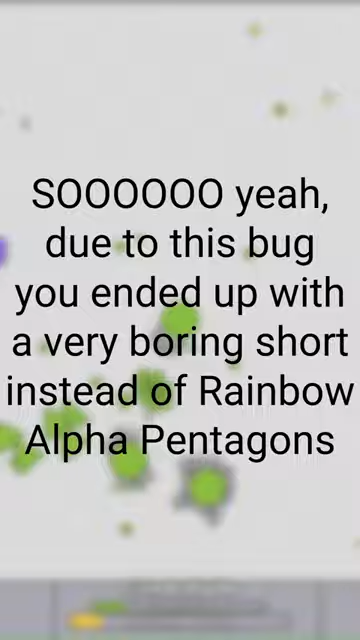 SOOOOOO yeah,
due to this bug
you ended up with
a very boring short
instead of Rainbow
Alpha Pentagons